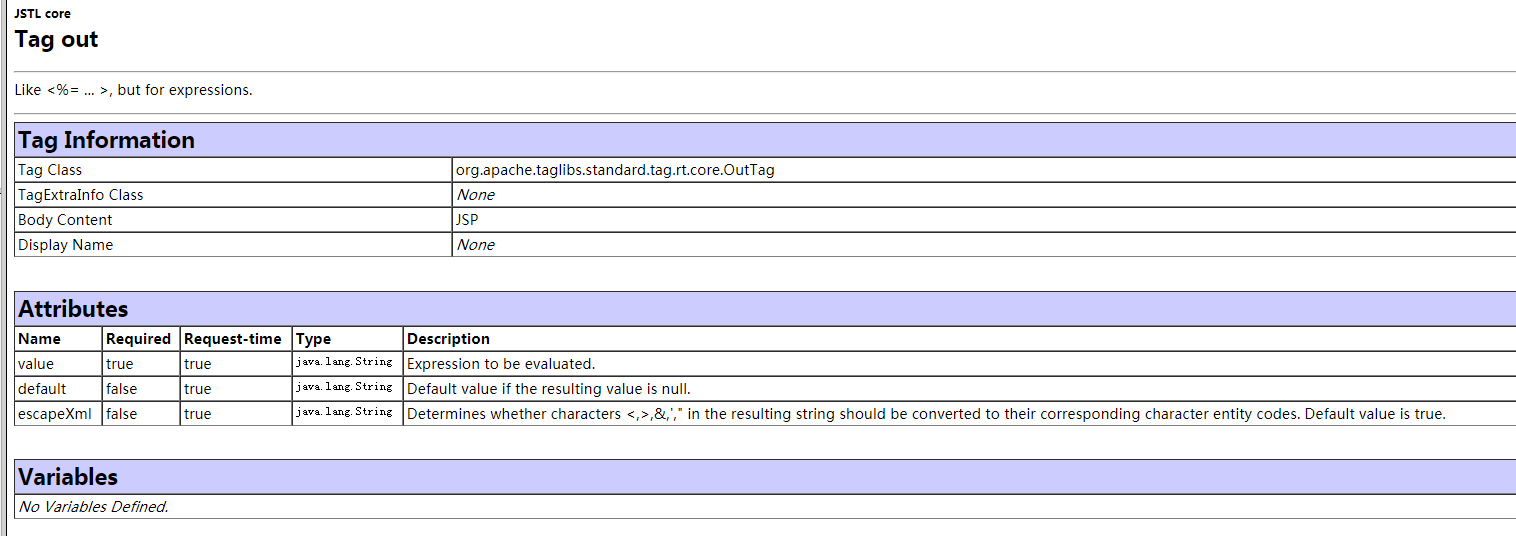 JSTL core
Tag out
Like <%= ... >, but for expressions.
Tag Information
Tag Class org.apache.taglibs.standard.tag.rt.core.OutTag
TagExtraInfo Class None
Body Content JSP
Display Name None
Attributes
Name Required Request-time Type Description
value true true java.lang.String Expression to be evaluated.
default false true java.lang.String Default value if the resulting value is null.
escapeXml false true java.lang.String Determines whether characters <,>,&,'," in the resulting string should be converted to their corresponding character entity codes. Default value is true.
Variables
No Variables Defined.